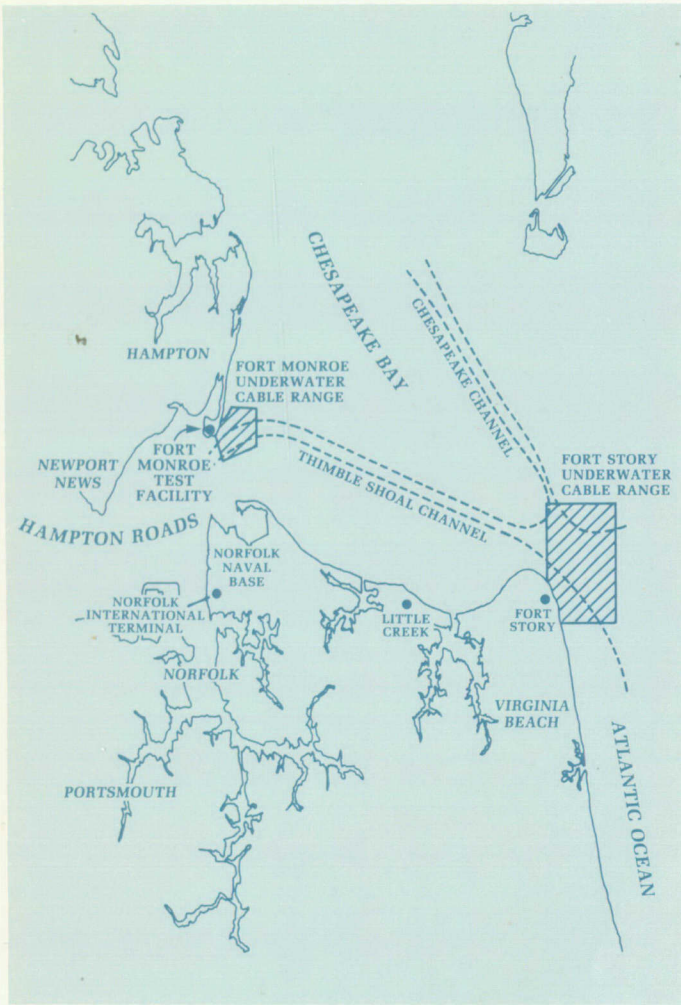 CHESAPEAKE BAY
CHESAPEAKE CHANNEL
HAMPTON
FORT MONROE
UNDERWATER
CABLE RANGE
FORT
MONROE
TEST
FACILITY
NEWPORT
NEWS
THIMBLE SHOAL CHANNEL
FORT STORY
UNDERWATER
CABLE RANGE
HAMPTON ROADS
NORFOLK
NAVAL
BASE
NORFOLK
INTERNATIONAL
TERMINAL
LITTLE
CREEK
FORT
STORY
NORFOLK
VIRGINIA
BEACH
PORTSMOUTH
ATLANTIC OCEAN